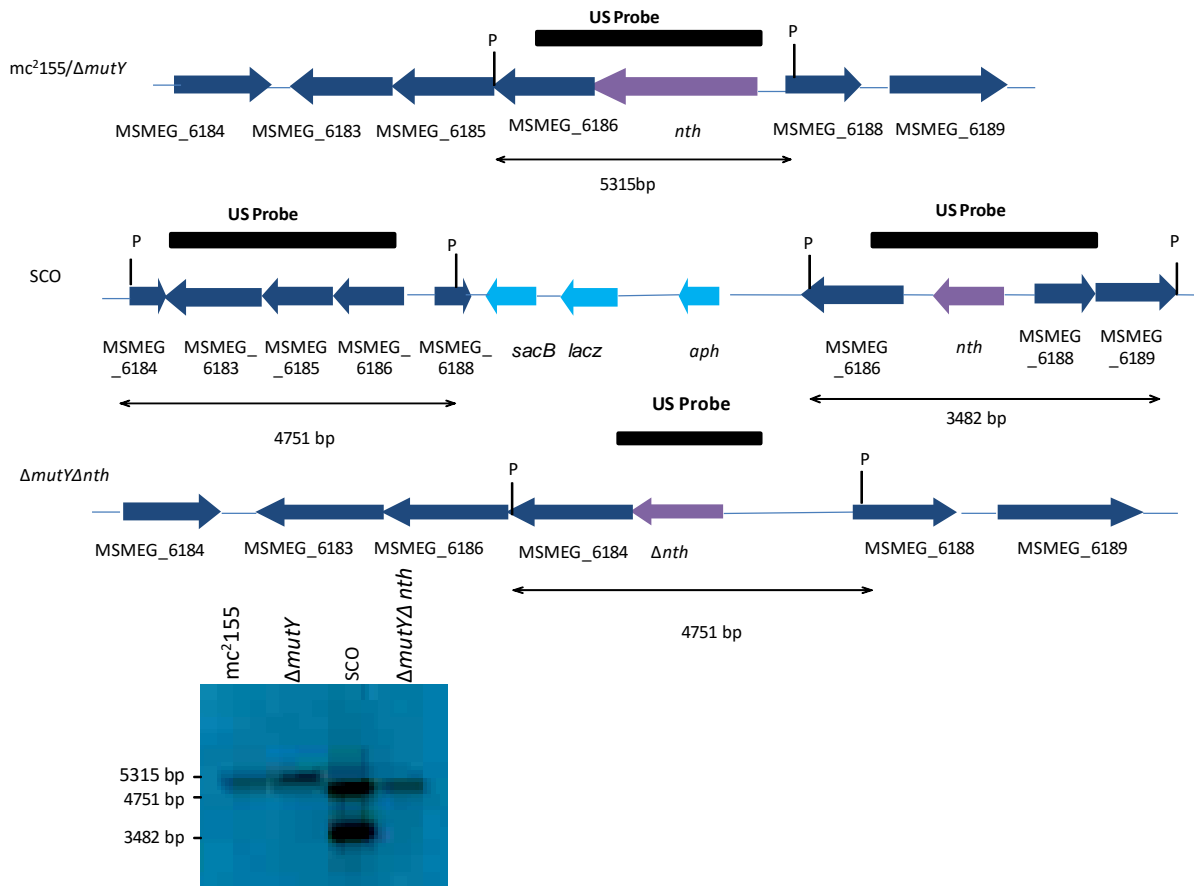 US Probe
P
P
mc²155/ΔmutY
MSMEG_6184
MSMEG_6183
MSMEG_6185
MSMEG_6186
nth
MSMEG_6188
MSMEG_6189
5315bp
US Probe
US Probe
P
P
P
P
SCO
MSMEG
_6184
MSMEG_
6183
MSMEG
_6185
MSMEG_
6186
MSMEG_
6188
sacB
lacz
aph
MSMEG
_6186
nth
MSMEG
_6188
MSMEG
_6189
4751 bp
3482 bp
US Probe
P
P
ΔmutYΔnth
MSMEG_6184
MSMEG_6183
MSMEG_6186
MSMEG_6184
Δnth
MSMEG_6188
MSMEG_6189
4751 bp
mc²155
ΔmutY
SCO
ΔmutYΔ nth
5315 bp
4751 bp
3482 bp